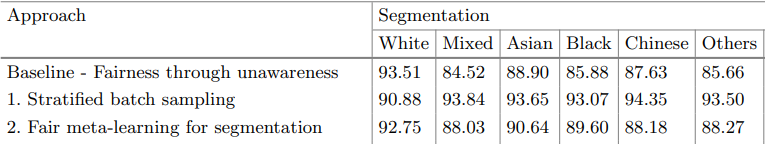 Approach Segmentation
White Mixed Asian Black Chinese Others
Baseline - Fairness through unawareness 93.51 84.52 88.90 85.88 87.63 85.66
1. Stratified batch sampling 90.88 93.84 93.65 93.07 94.35 93.50
2. Fair meta-learning for segmentation 92.75 88.03 90.64 89.60 88.18 88.27